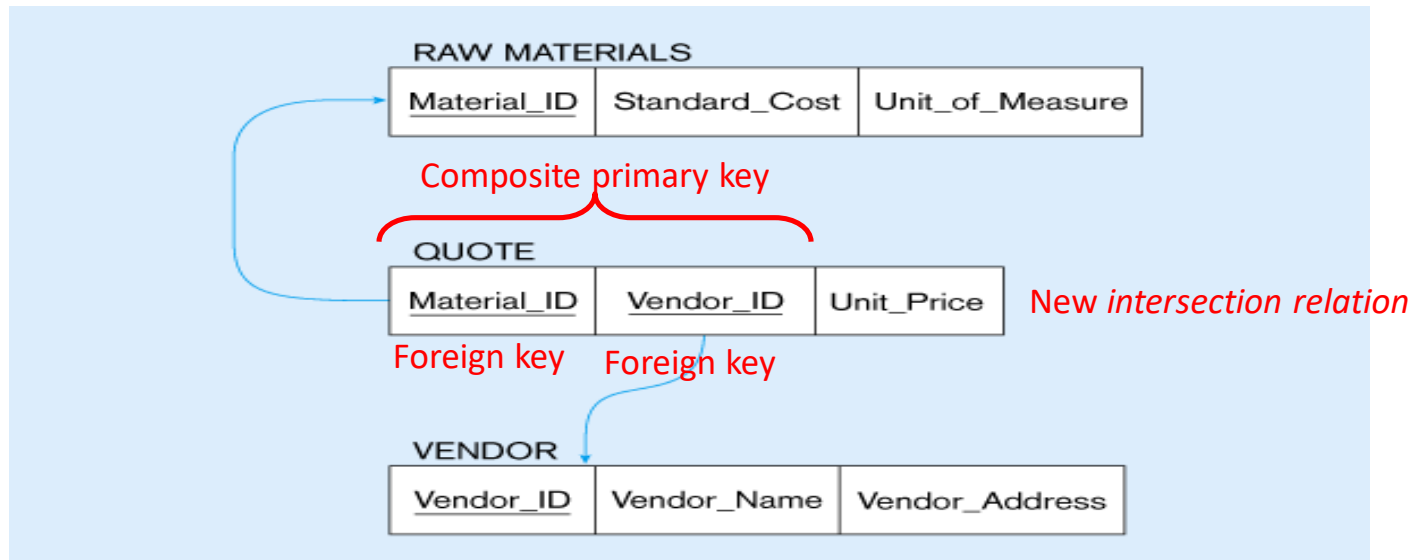 RAW MATERIALS
Material_ID Standard_Cost Unit_of_Measure
Composite primary key
QUOTE
Material_ID Vendor_ID Unit_Price New intersection relation
Foreign key Foreign key
VENDOR
Vendor_ID Vendor_Name Vendor_Address